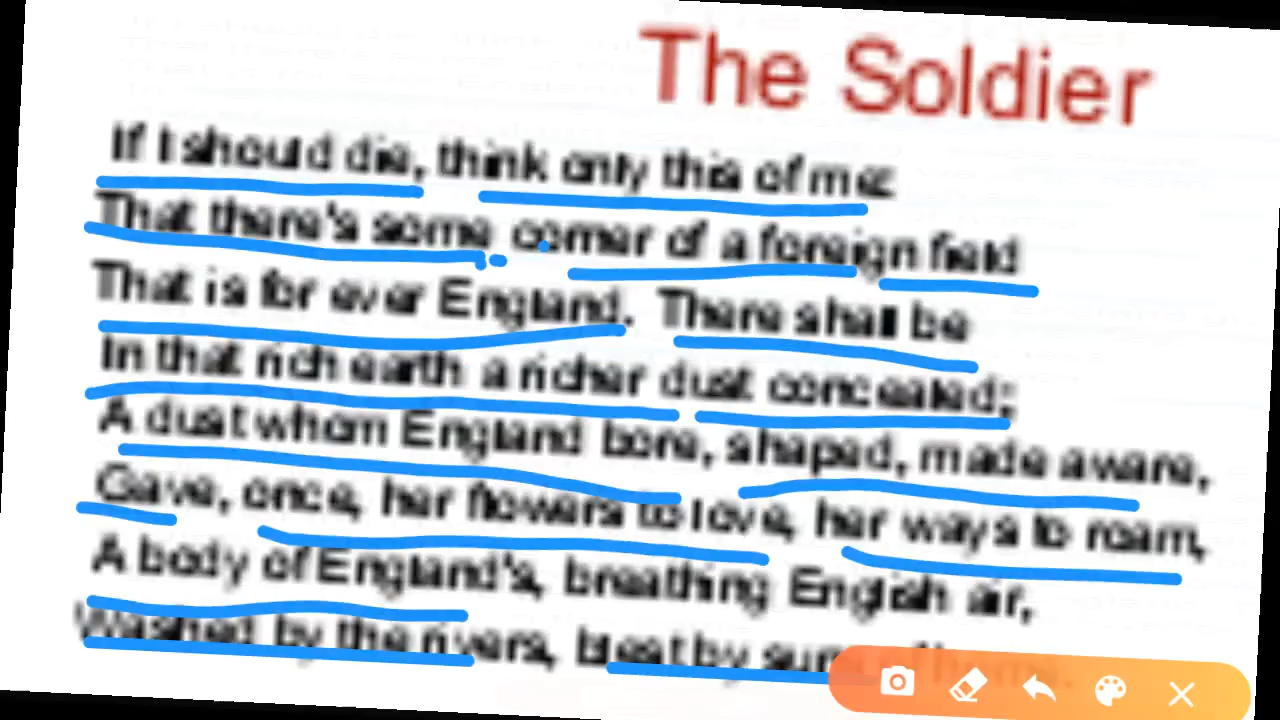 The Soldier
If I should die, think only this of me:
That there's some corner of a foreign field
That is for ever England. There shall be
In that rich earth a richer dust concealed;
A dust whom England bore, shaped, made aware,
Gave, once, her flowers to love, her ways to roam,
A body of England's, breathing English air,
Washed by the rivers, blest by suns